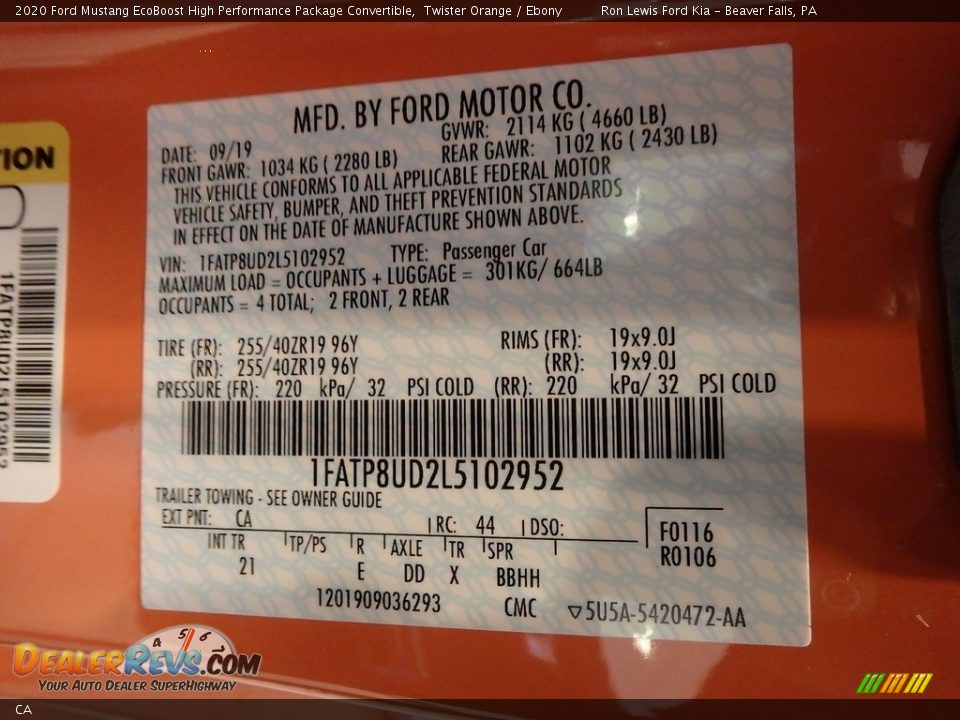 2020 Ford Mustang EcoBoost High Performance Package Convertible, Twister Orange / Ebony Ron Lewis Ford Kia - Beaver Falls, PA
MFD. BY FORD MOTOR CO.
DATE: 09/19 GVWR: 2114 KG ( 4660 LB)
FRONT GAWR: 1034 KG ( 2280 LB) REAR GAWR: 1102 KG ( 2430 LB)
THIS VEHICLE CONFORMS TO ALL APPLICABLE FEDERAL MOTOR
VEHICLE SAFETY, BUMPER, AND THEFT PREVENTION STANDARDS
IN EFFECT ON THE DATE OF MANUFACTURE SHOWN ABOVE.
VIN: 1FATP8UD2L5102952 TYPE: Passenger Car
MAXIMUM LOAD = OCCUPANTS + LUGGAGE = 301KG/ 664LB
OCCUPANTS = 4 TOTAL; 2 FRONT, 2 REAR
TIRE (FR): 255/40ZR19 96Y RIMS (FR): 19x9.0J
(RR): 255/40ZR19 96Y (RR): 19x9.0J
PRESSURE (FR): 220 kPa/ 32 PSI COLD (RR): 220 kPa/ 32 PSI COLD
1FATP8UD2L5102952
TRAILER TOWING - SEE OWNER GUIDE
EXT PNT: CA RC: 44 DSO: F0116
R0106
INT TR TP/PS R AXLE TR SPR
21 E DD X BBHH
1201909036293 CMC ▽5U5A-5420472-AA
TION
1FATP8UD2L5102952
4 5 6
DealerRevs.com
Your Auto Dealer SuperHighway
CA